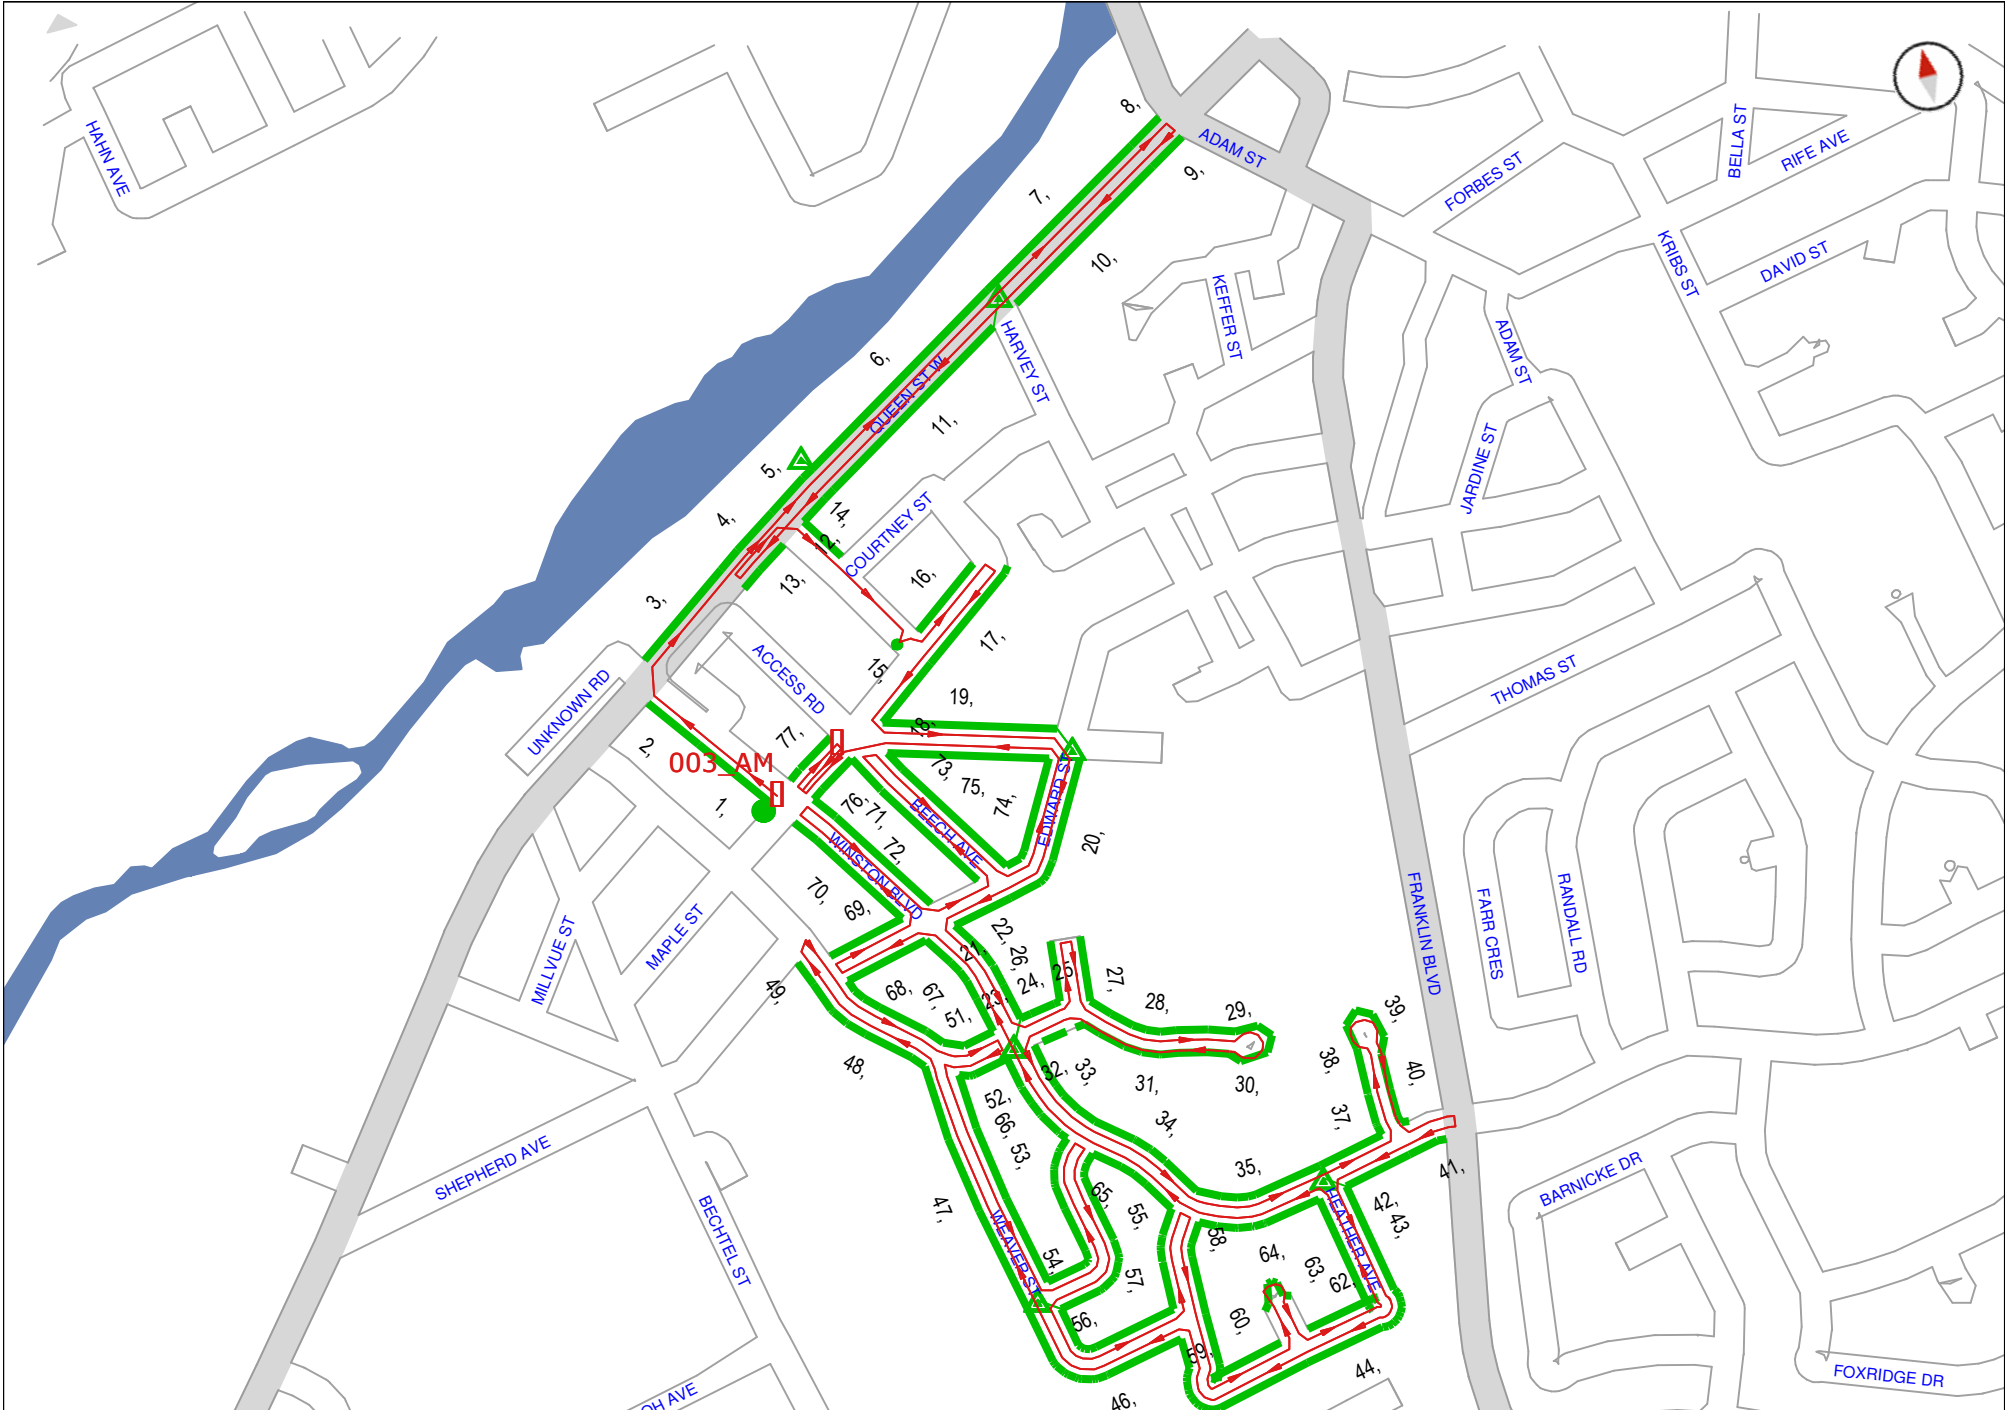 8,
ADAM ST
BELLA ST
RIFE AVE
HAHN AVE
9,
FORBES ST
7,
KRIBS ST
DAVID ST
10,
KEFFER ST
HARVEY ST
ADAM ST
6,
QUEEN ST W
11,
5,
JARDINE ST
4,
14,
COURTNEY ST
12,
13,
16,
3,
17,
15,
ACCESS RD
THOMAS ST
UNKNOWN RD
19,
18,
2,
77,
003_AM
73,
75,
74,
EDWARD ST
1,
76,
71,
BEECH AVE
72,
20,
WINSTON BLVD
70,
69,
FRANKLIN BLVD
FARR CRES
RANDALL RD
MILLVUE ST
MAPLE ST
22,
21,
26,
25,
24,
23,
27,
28,
29,
49,
68,
67,
51,
39,
38,
40,
48,
32,
33,
31,
30,
52,
66,
53,
34,
37,
35,
41,
SHEPHERD AVE
BARNICKE DR
47,
WEAVER ST
65,
55,
42,
43,
HEATHER AVE
58,
64,
63,
62,
BECHTEL ST
54,
57,
56,
60,
59,
44,
46,
FOXRIDGE DR
OH AVE